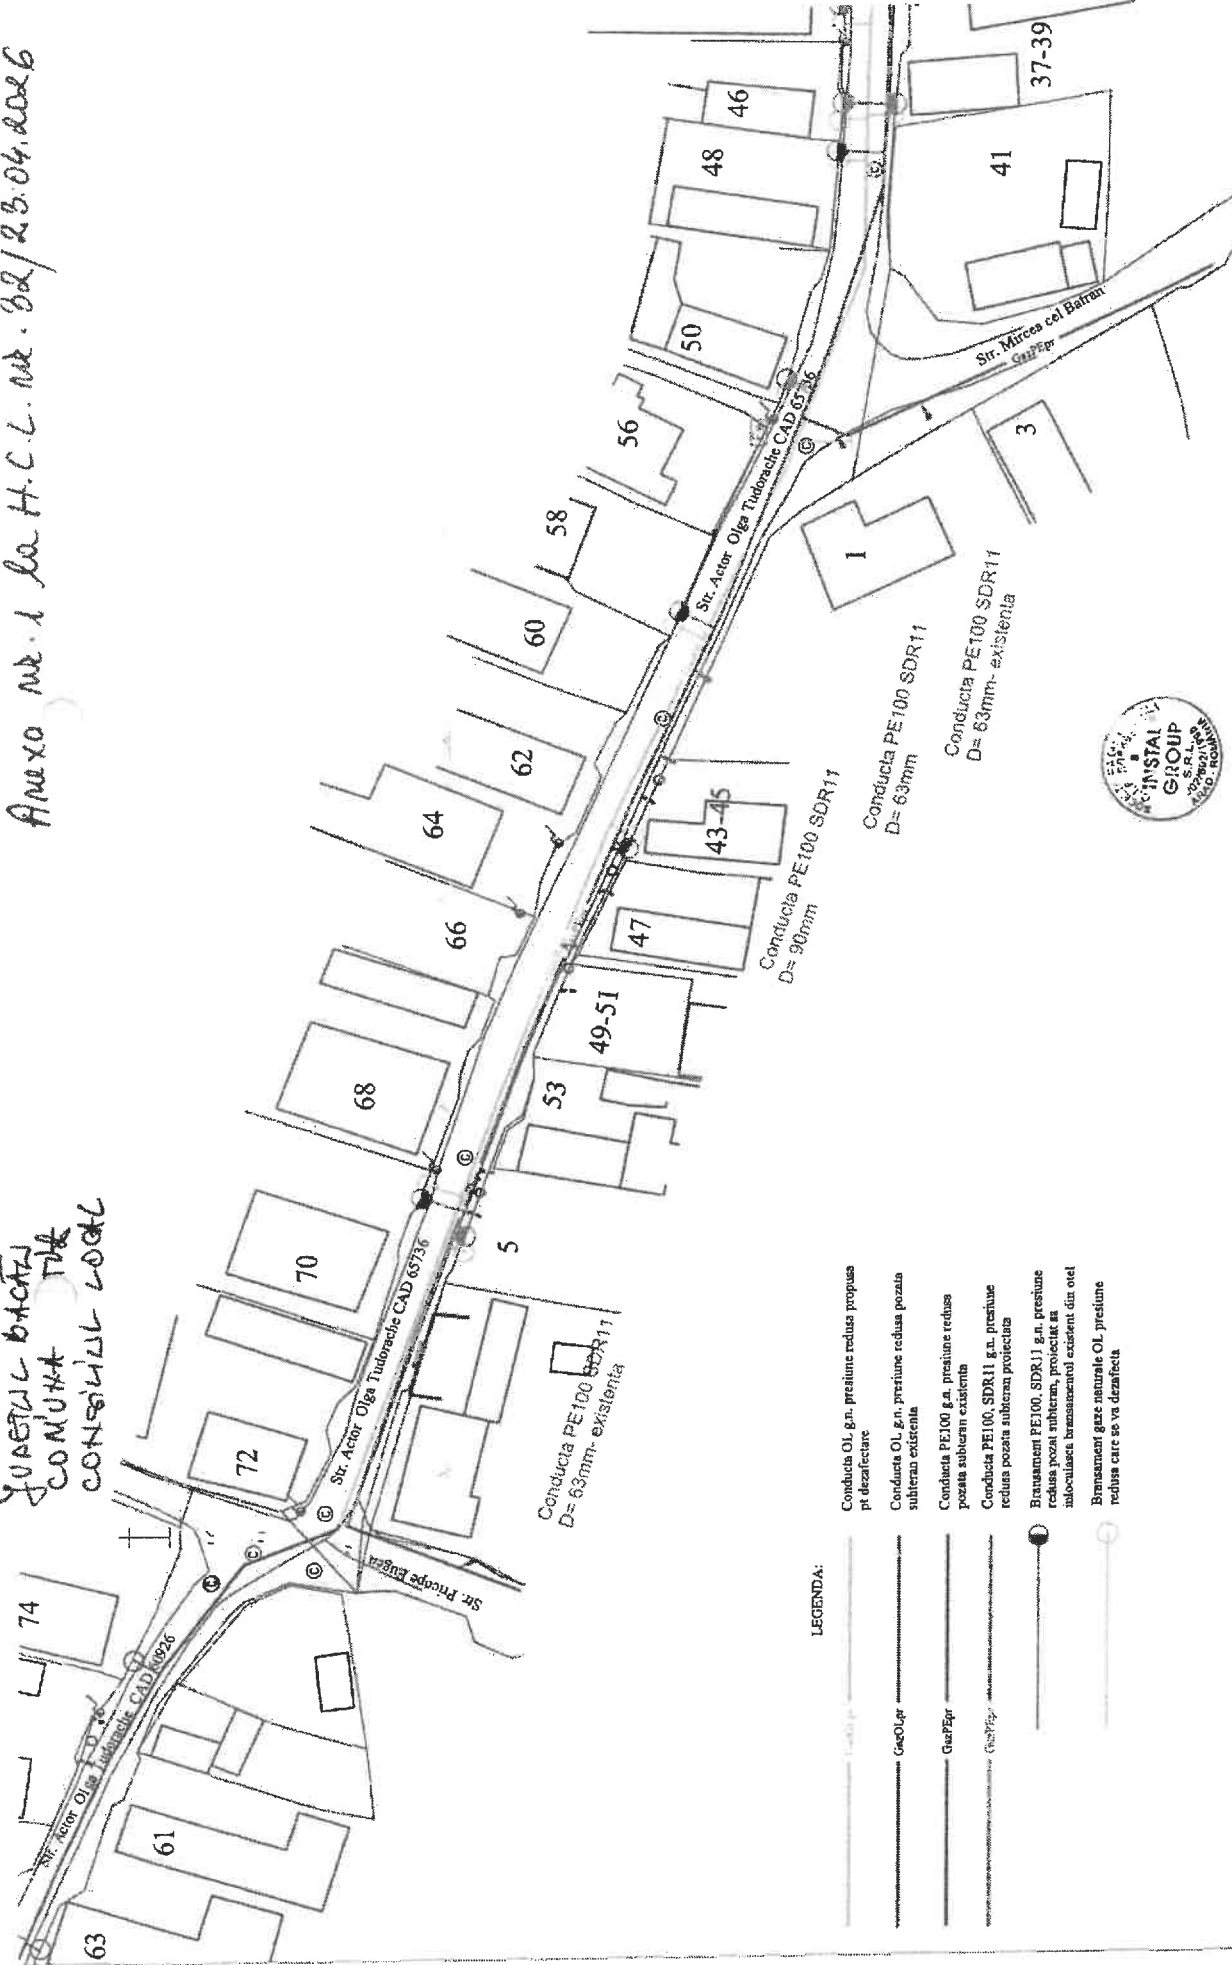 JUDEȚUL BACĂU
COMUNA
CONSILIUL LOCAL
Anexa nr. 1 la H.C.L. nr. 32/23.04.2026
74
72
70
68
66
64
62
60
58
56
50
48
46
63
61
5
53
49-51
47
43-45
1
3
41
37-39
Str. Actor Olga Tudorache CAD 60926
Str. Actor Olga Tudorache CAD 65736
Str. Actor Olga Tudorache CAD 65736
Str. Pricope Eugen
Str. Mircea cel Batran
GazPEpr
Conducta PE100 SDR11
D= 63mm- existenta
Conducta PE100 SDR11
D= 90mm
Conducta PE100 SDR11
D= 63mm
Conducta PE100 SDR11
D= 63mm- existenta
INSTAL
GROUP
S.R.L.
ARAD - ROMANIA
LEGENDA:
Conducta OL g.n. presiune redusa propusa
pt dezafectare
GazOLpr
Conducta OL g.n. presiune redusa pozata
subteran existenta
GazPEpr
Conducta PE100 g.n. presiune redusa
pozata subteran existenta
GazPEpr
Conducta PE100, SDR11 g.n. presiune
redusa pozata subteran proiectata
Bransament PE100, SDR11 g.n. presiune
redusa pozat subteran, proiectat sa
inlocuiasca bransamentul existent din otel
Bransament gaze naturale OL presiune
redusa care se va dezafecta